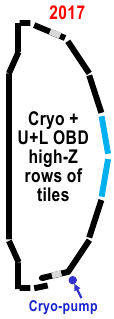 2017
Cryo +
U+L OBD
high-Z
rows of
tiles
Cryo-pump